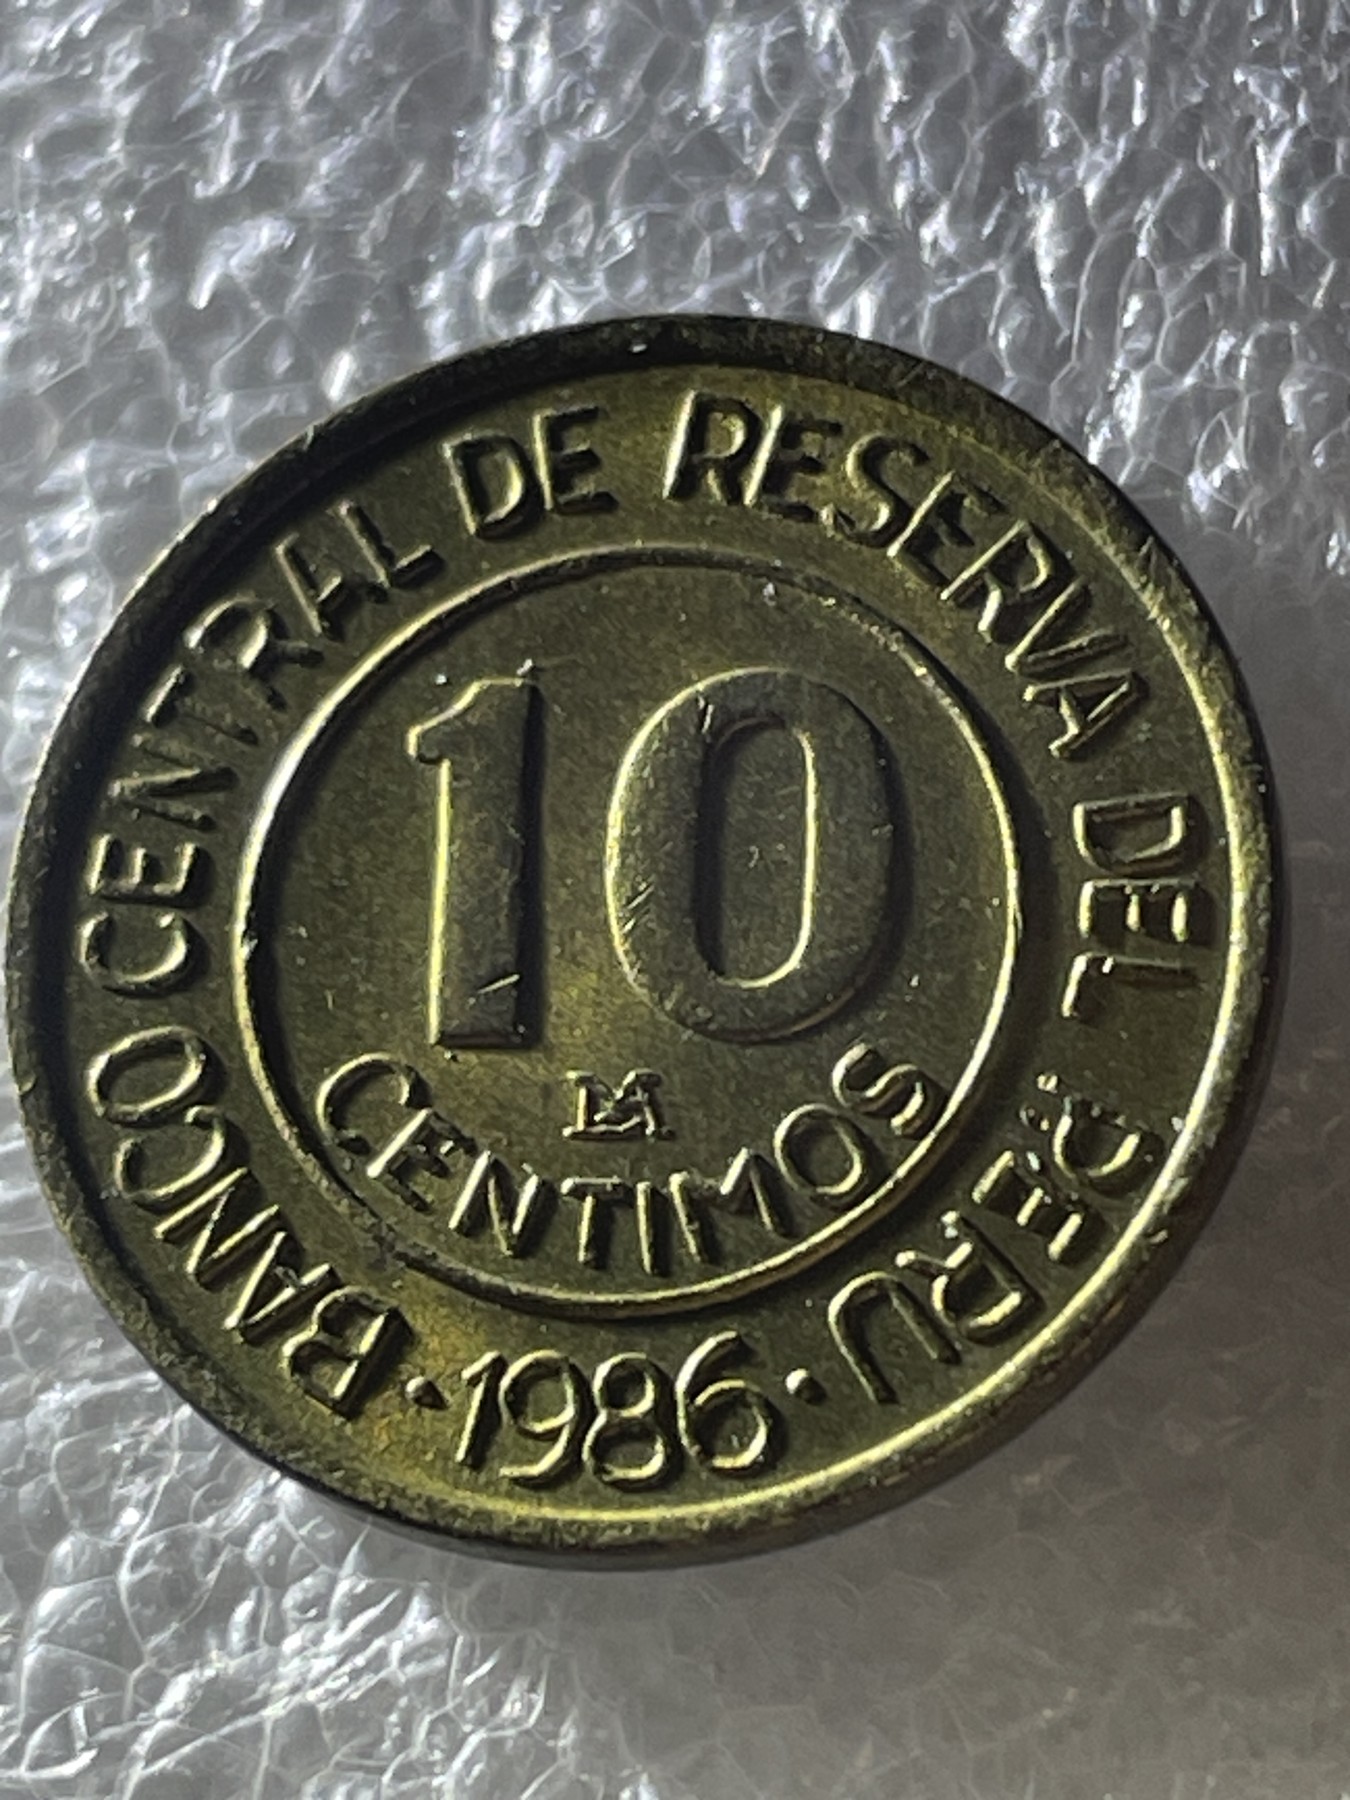 BANCO CENTRAL DE RESERVA DEL PERU
10
LM
CENTIMOS
· 1986 ·